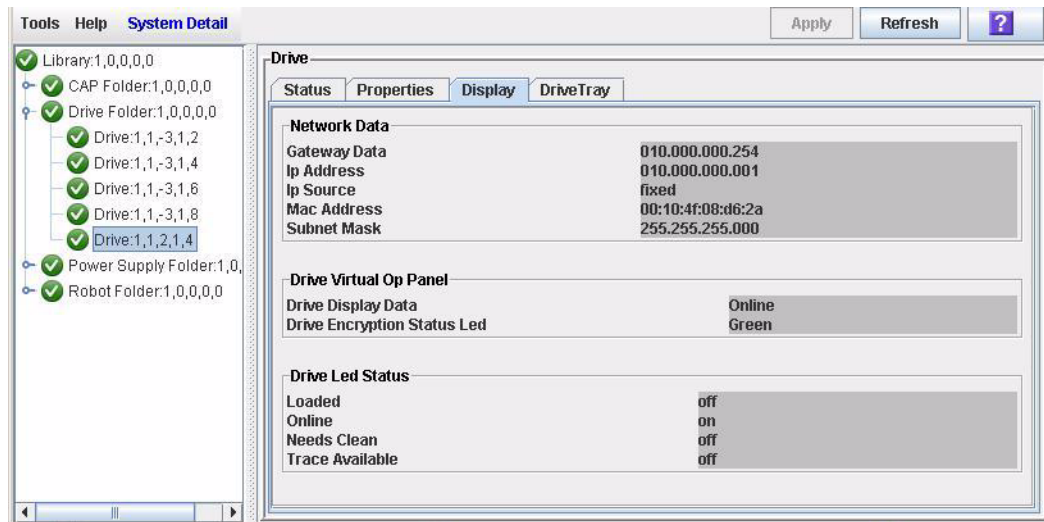 Tools Help System Detail Apply Refresh ?
Library:1,0,0,0,0
CAP Folder:1,0,0,0,0
Drive Folder:1,0,0,0,0
Drive:1,1,-3,1,2
Drive:1,1,-3,1,4
Drive:1,1,-3,1,6
Drive:1,1,-3,1,8
Drive:1,1,2,1,4
Power Supply Folder:1,0,
Robot Folder:1,0,0,0,0
Drive
Status Properties Display DriveTray
Network Data
Gateway Data 010.000.000.254
Ip Address 010.000.000.001
Ip Source fixed
Mac Address 00:10:4f:08:d6:2a
Subnet Mask 255.255.255.000
Drive Virtual Op Panel
Drive Display Data Online
Drive Encryption Status Led Green
Drive Led Status
Loaded off
Online on
Needs Clean off
Trace Available off